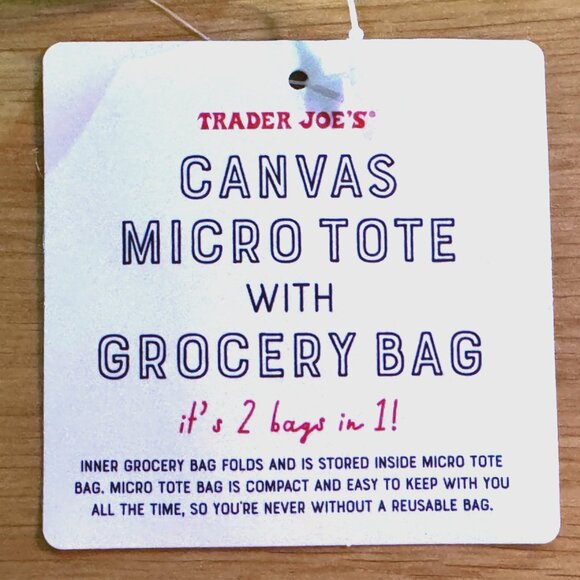 TRADER JOE'S®
CANVAS
MICRO TOTE
WITH
GROCERY BAG
it's 2 bags in 1!
INNER GROCERY BAG FOLDS AND IS STORED INSIDE MICRO TOTE
BAG. MICRO TOTE BAG IS COMPACT AND EASY TO KEEP WITH YOU
ALL THE TIME, SO YOU'RE NEVER WITHOUT A REUSABLE BAG.